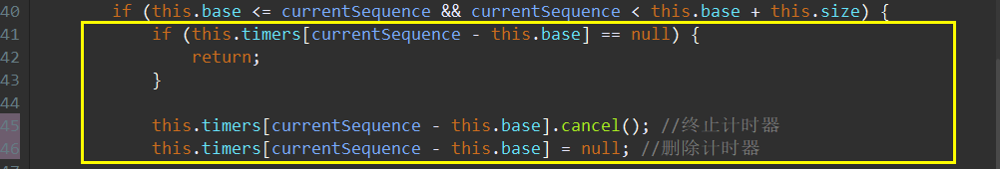 40 if (this.base <= currentSequence && currentSequence < this.base + this.size) {
41 if (this.timers[currentSequence - this.base] == null) {
42 return;
43 }
44
45 this.timers[currentSequence - this.base].cancel(); //终止计时器
46 this.timers[currentSequence - this.base] = null; //删除计时器